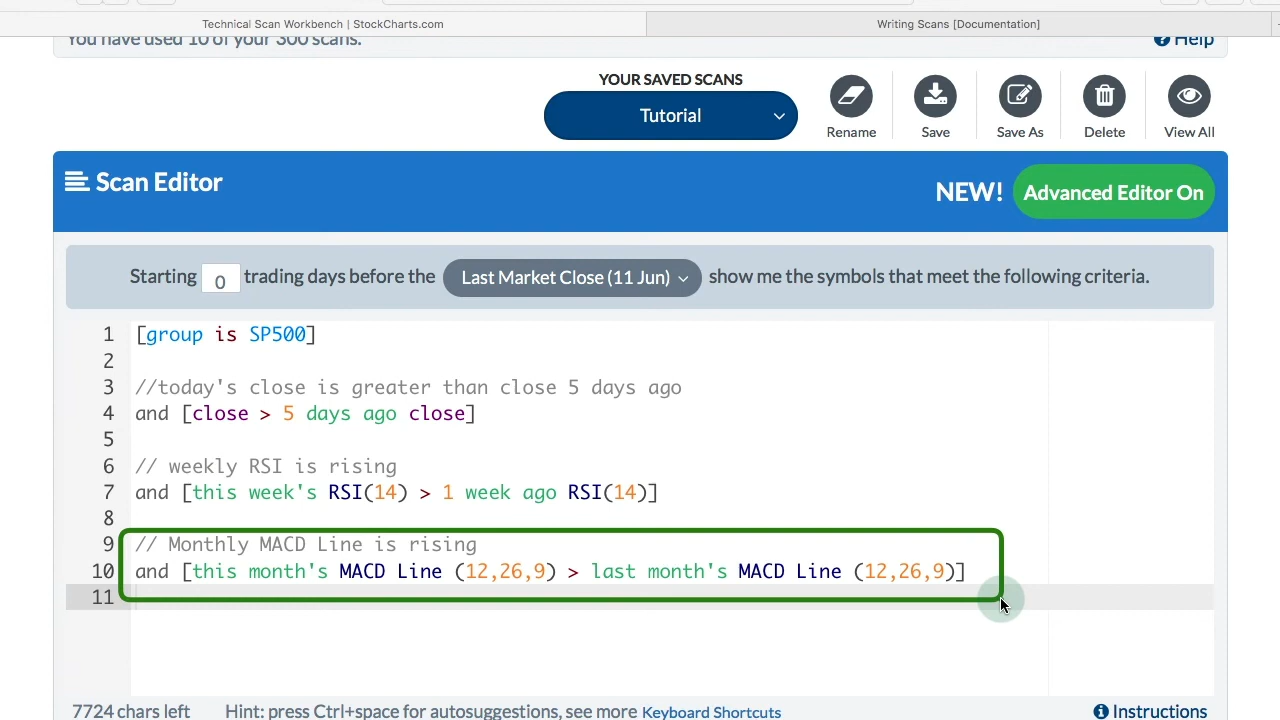 Technical Scan Workbench | StockCharts.com
Writing Scans [Documentation]
You have used 10 of your 300 scans.
Help
YOUR SAVED SCANS
Tutorial
Rename
Save
Save As
Delete
View All
Scan Editor
NEW!
Advanced Editor On
Starting 0 trading days before the Last Market Close (11 Jun) show me the symbols that meet the following criteria.
1 [group is SP500]
2
3 //today's close is greater than close 5 days ago
4 and [close > 5 days ago close]
5
6 // weekly RSI is rising
7 and [this week's RSI(14) > 1 week ago RSI(14)]
8
9 // Monthly MACD Line is rising
10 and [this month's MACD Line (12,26,9) > last month's MACD Line (12,26,9)]
11
7724 chars left
Hint: press Ctrl+space for autosuggestions, see more Keyboard Shortcuts
Instructions